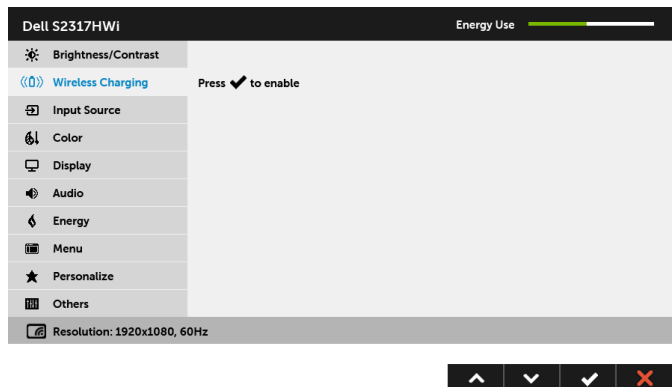 Dell S2317HWi
Energy Use
Brightness/Contrast
Wireless Charging
Press ✔ to enable
Input Source
Color
Display
Audio
Energy
Menu
Personalize
Others
Resolution: 1920x1080, 60Hz